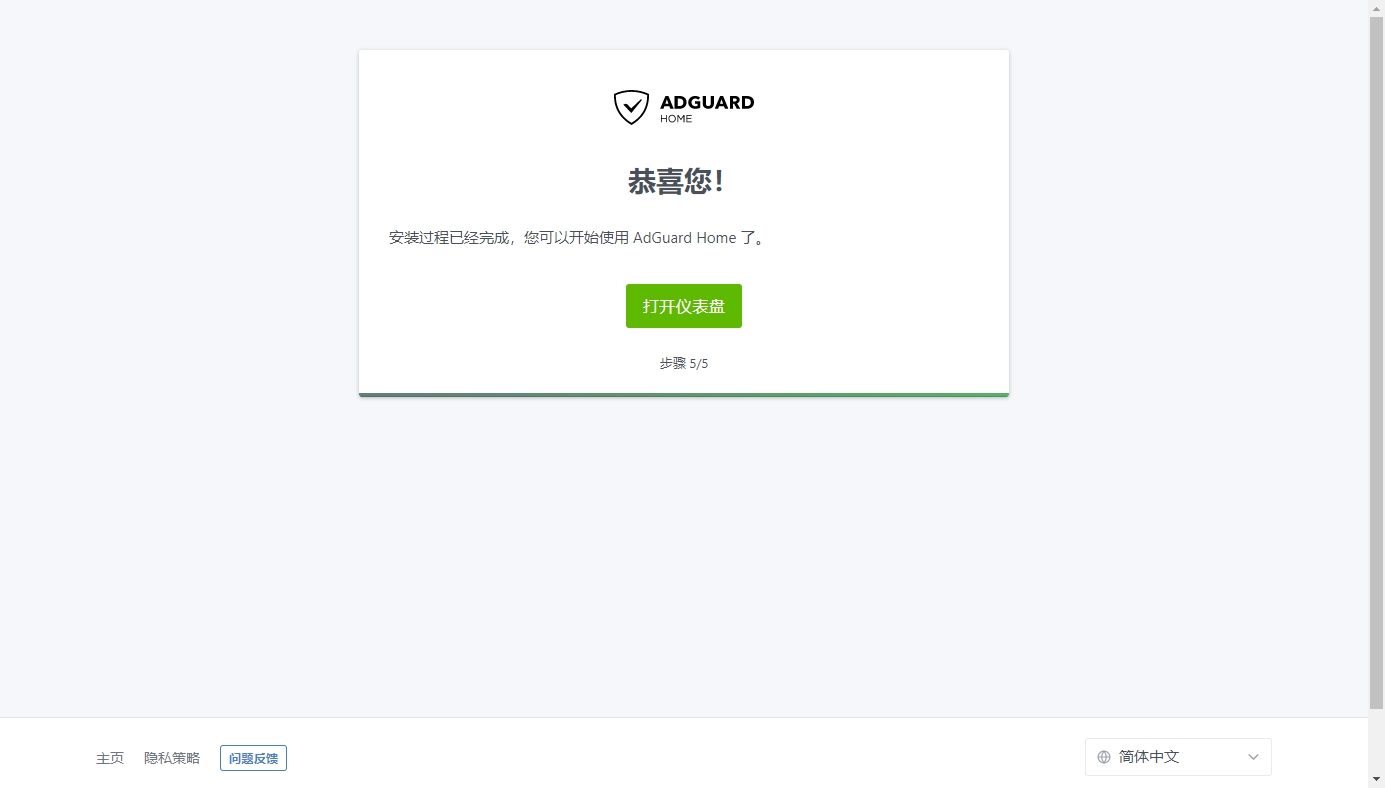 ADGUARD
HOME
恭喜您！
安装过程已经完成，您可以开始使用 AdGuard Home 了。
打开仪表盘
步骤 5/5
主页
隐私策略
问题反馈
简体中文